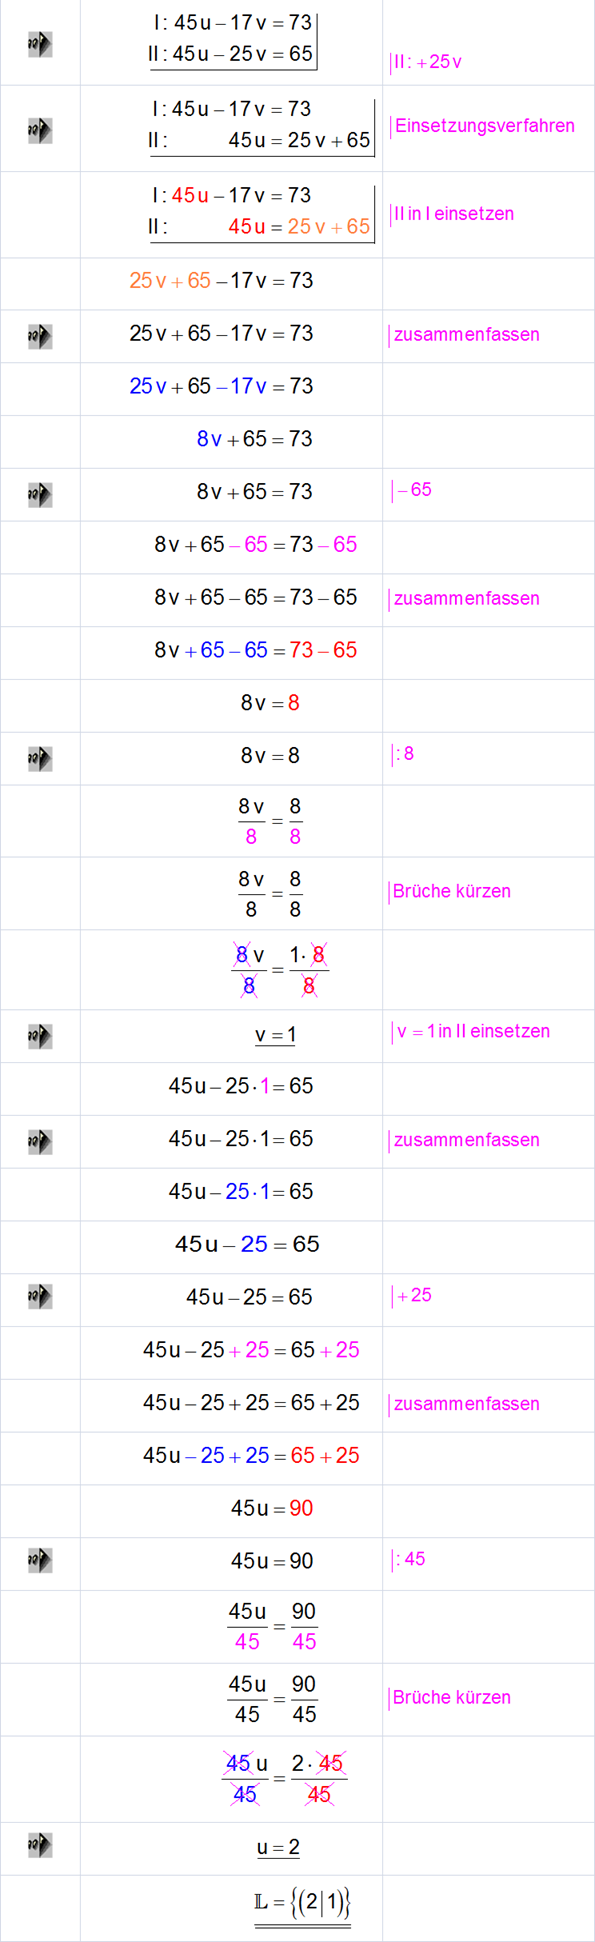 I: 45u − 17v = 73
II: 45u − 25v = 65 |II: +25v
I: 45u − 17v = 73
II: 45u = 25v + 65 |Einsetzungsverfahren
I: 45u − 17v = 73
II: 45u = 25v + 65 |II in I einsetzen
25v + 65 − 17v = 73
25v + 65 − 17v = 73 |zusammenfassen
25v + 65 − 17v = 73
8v + 65 = 73
8v + 65 = 73 |− 65
8v + 65 − 65 = 73 − 65
8v + 65 − 65 = 73 − 65 |zusammenfassen
8v + 65 − 65 = 73 − 65
8v = 8
8v = 8 |: 8
8v/8 = 8/8
8v/8 = 8/8 |Brüche kürzen
8v/8 = 1·8/8
v = 1 |v = 1 in II einsetzen
45u − 25·1 = 65
45u − 25·1 = 65 |zusammenfassen
45u − 25·1 = 65
45u − 25 = 65
45u − 25 = 65 |+ 25
45u − 25 + 25 = 65 + 25
45u − 25 + 25 = 65 + 25 |zusammenfassen
45u − 25 + 25 = 65 + 25
45u = 90
45u = 90 |: 45
45u/45 = 90/45
45u/45 = 90/45 |Brüche kürzen
45u/45 = 2·45/45
u = 2
𝕃 = {(2|1)}